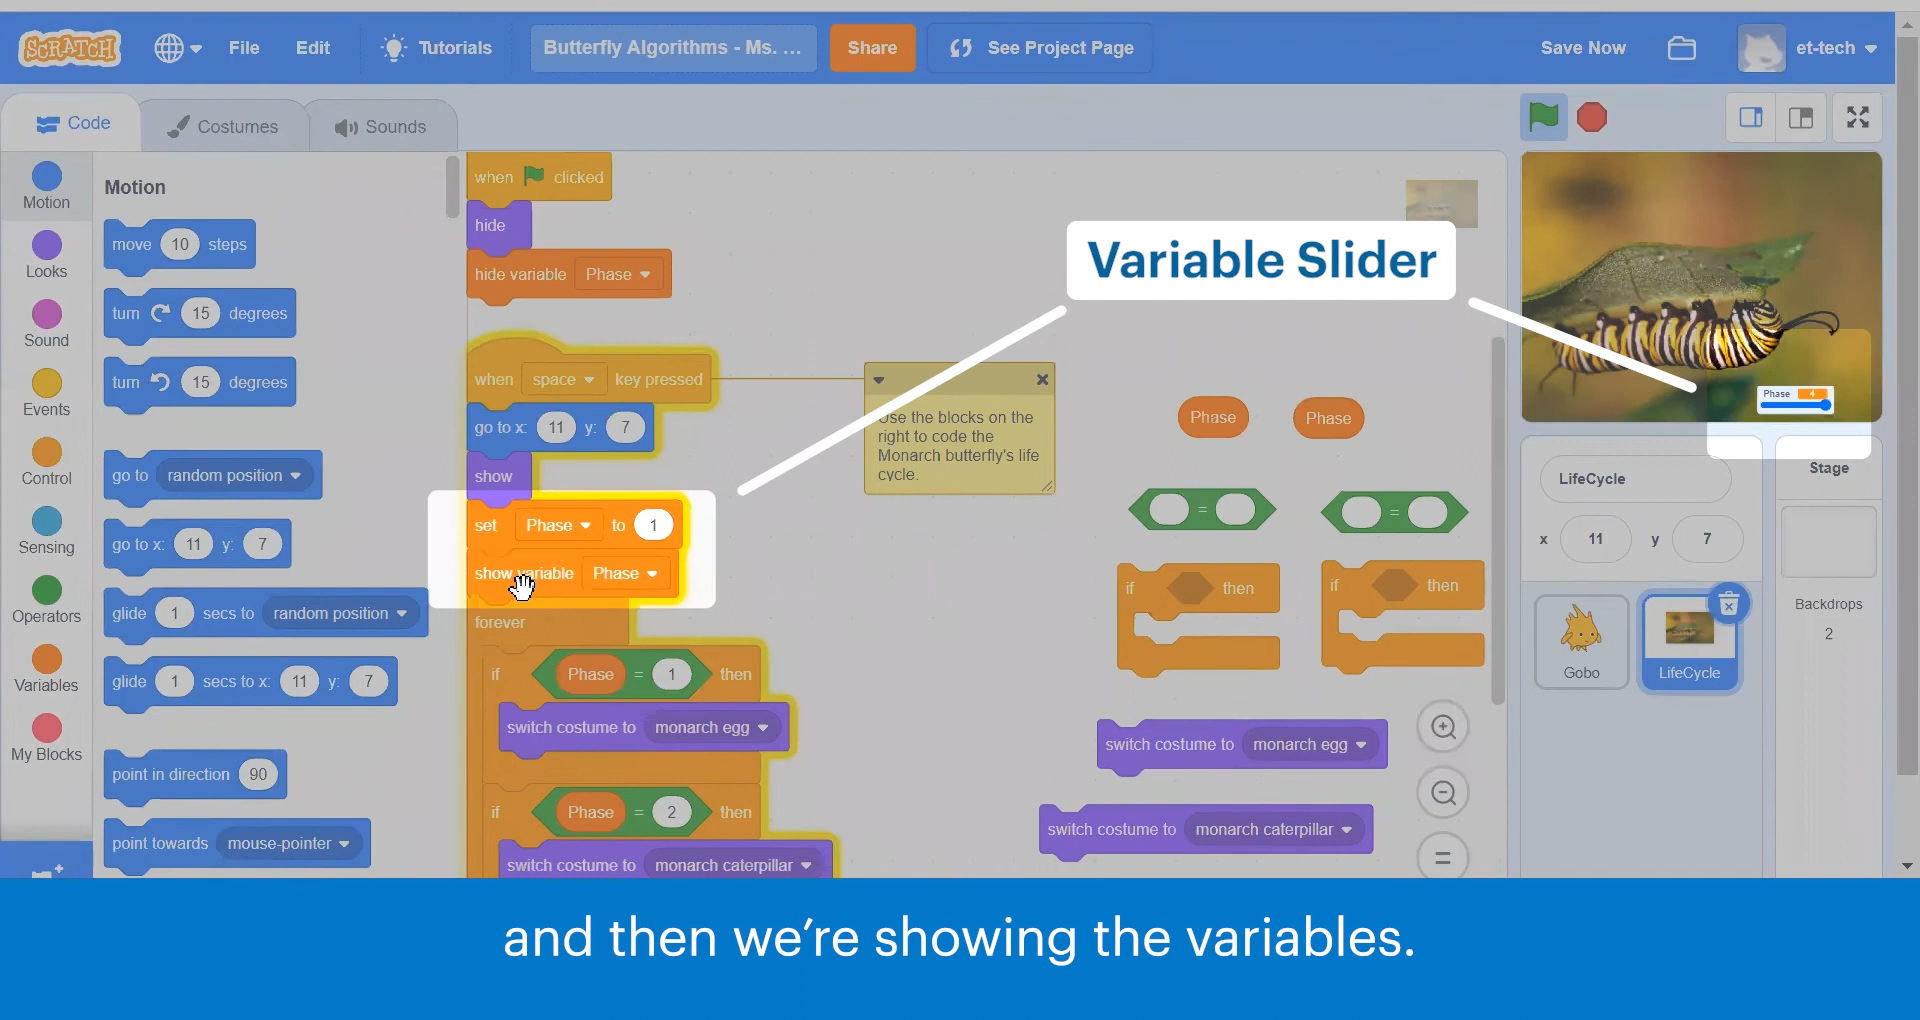 SCRATCH
File
Edit
Tutorials
Butterfly Algorithms - Ms. ...
Share
See Project Page
Save Now
et-tech
Code
Costumes
Sounds
Motion
Looks
Sound
Events
Control
Sensing
Operators
Variables
My Blocks
Motion
move 10 steps
turn 15 degrees
turn 15 degrees
go to random position
go to x: 11 y: 7
glide 1 secs to random position
glide 1 secs to x: 11 y: 7
point in direction 90
point towards mouse-pointer
when clicked
hide
hide variable Phase
when space key pressed
go to x: 11 y: 7
show
set Phase to 1
show variable Phase
forever
if Phase = 1 then
switch costume to monarch egg
if Phase = 2 then
switch costume to monarch caterpillar
Use the blocks on the
right to code the
Monarch butterfly's life
cycle.
Variable Slider
Phase Phase
=
=
if then
if then
switch costume to monarch egg
switch costume to monarch caterpillar
Phase 4
LifeCycle
x 11 y 7
Gobo
LifeCycle
Stage
Backdrops
2
and then we're showing the variables.